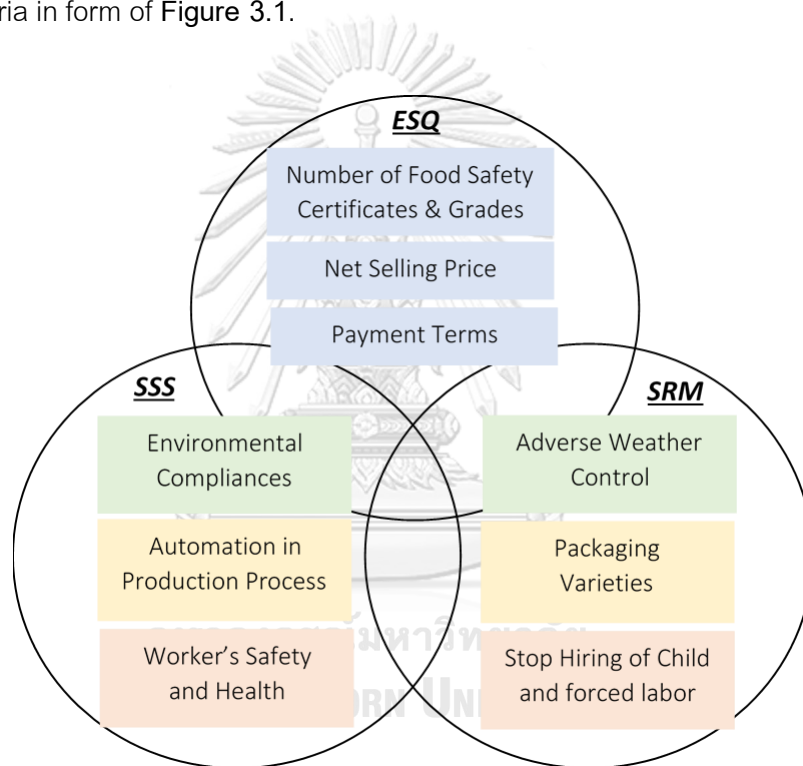 ria in form of Figure 3.1.
ESQ
Number of Food Safety
Certificates & Grades
Net Selling Price
Payment Terms
SSS
Environmental
Compliances
Automation in
Production Process
Worker's Safety
and Health
SRM
Adverse Weather
Control
Packaging
Varieties
Stop Hiring of Child
and forced labor